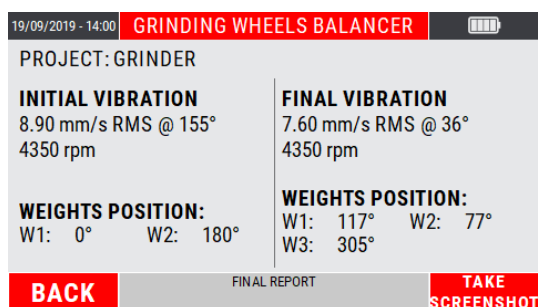 19/09/2019 - 14:00 GRINDING WHEELS BALANCER
PROJECT: GRINDER
INITIAL VIBRATION
8.90 mm/s RMS @ 155°
4350 rpm
WEIGHTS POSITION:
W1: 0° W2: 180°
FINAL VIBRATION
7.60 mm/s RMS @ 36°
4350 rpm
WEIGHTS POSITION:
W1: 117° W2: 77°
W3: 305°
BACK
FINAL REPORT
TAKE
SCREENSHOT